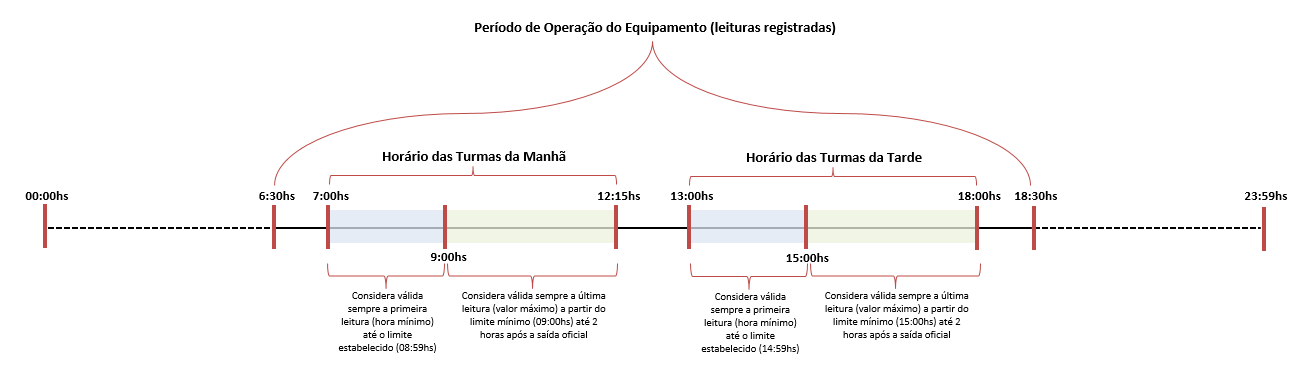 Período de Operação do Equipamento (leituras registradas)
Horário das Turmas da Manhã
Horário das Turmas da Tarde
00:00hs
6:30hs
7:00hs
12:15hs
13:00hs
18:00hs
18:30hs
23:59hs
9:00hs
15:00hs
Considera válida
sempre a primeira
leitura (hora mínimo)
até o limite
estabelecido (08:59hs)
Considera válida sempre a última
leitura (valor máximo) a partir do
limite mínimo (09:00hs) até 2
horas após a saída oficial
Considera válida
sempre a primeira
leitura (hora mínimo)
até o limite
estabelecido (14:59hs)
Considera válida sempre a última
leitura (valor máximo) a partir do
limite mínimo (15:00hs) até 2
horas após a saída oficial